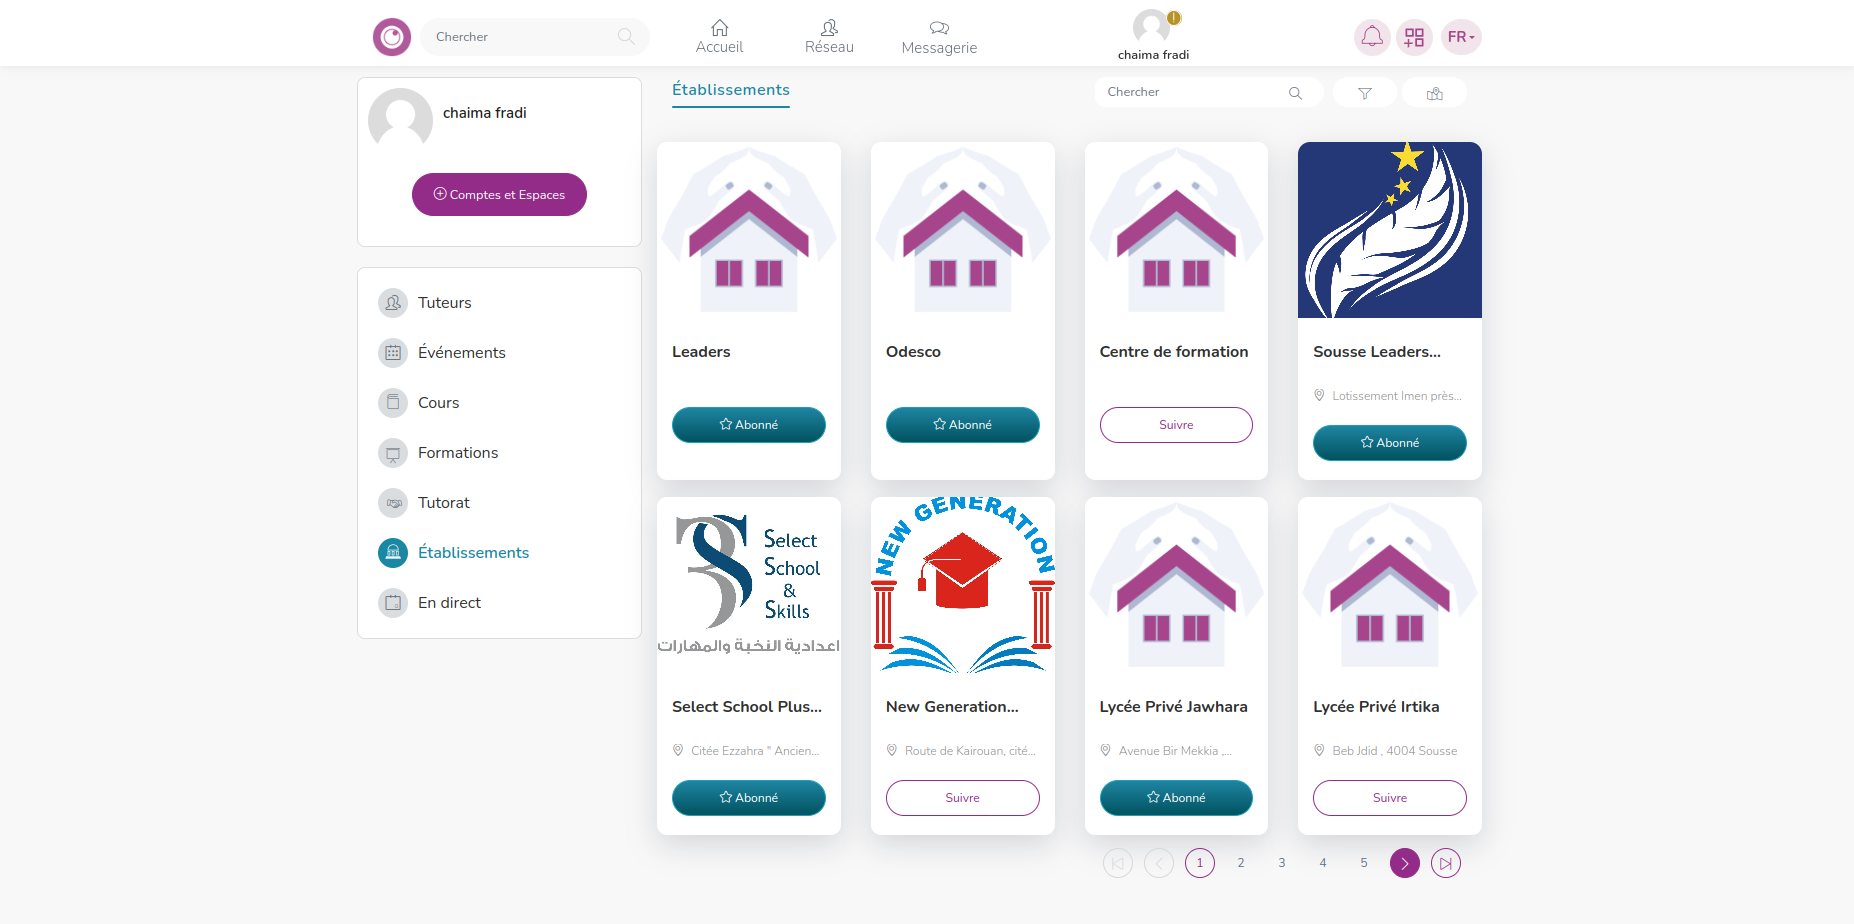 Chercher
Accueil
Réseau
Messagerie
chaima fradi
FR
chaima fradi
Comptes et Espaces
Tuteurs
Événements
Cours
Formations
Tutorat
Établissements
En direct
Établissements
Chercher
Leaders
Abonné
Odesco
Abonné
Centre de formation
Suivre
Sousse Leaders...
Lotissement Imen près...
Abonné
Select
School
&
Skills
اعدادية النخبة والمهارات
Select School Plus...
Citée Ezzahra " Ancien...
Abonné
NEW GENERATION
New Generation...
Route de Kairouan, cité...
Suivre
Lycée Privé Jawhara
Avenue Bir Mekkia ,...
Abonné
Lycée Privé Irtika
Beb Jdid , 4004 Sousse
Suivre
1 2 3 4 5